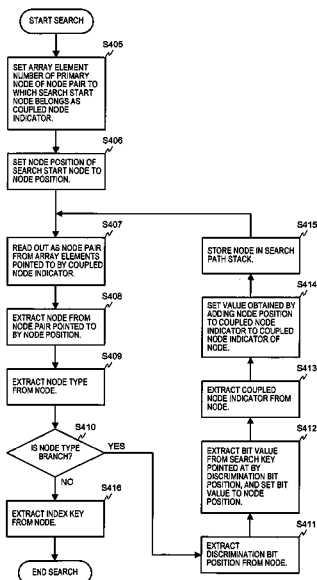 START SEARCH
S405
SET ARRAY ELEMENT
NUMBER OF PRIMARY
NODE OF NODE PAIR TO
WHICH SEARCH START
NODE BELONGS AS
COUPLED NODE
INDICATOR.
S406
SET NODE POSITION OF
SEARCH START NODE TO
NODE POSITION.
S407
READ OUT AS NODE PAIR
FROM ARRAY ELEMENTS
POINTED TO BY COUPLED
NODE INDICATOR.
S408
EXTRACT NODE FROM
NODE PAIR POINTED TO
BY NODE POSITION.
S409
EXTRACT NODE TYPE
FROM NODE.
S410
IS NODE TYPE
BRANCH?
YES
NO
S416
EXTRACT INDEX KEY
FROM NODE.
END SEARCH
S415
STORE NODE IN SEARCH
PATH STACK.
S414
SET VALUE OBTAINED BY
ADDING NODE POSITION
TO COUPLED NODE
INDICATOR TO COUPLED
NODE INDICATOR OF
NODE.
S413
EXTRACT COUPLED
NODE INDICATOR FROM
NODE.
S412
EXTRACT BIT VALUE
FROM SEARCH KEY
POINTED AT BY
DISCRIMINATION BIT
POSITION, AND SET BIT
VALUE TO NODE
POSITION.
S411
EXTRACT
DISCRIMINATION BIT
POSITION FROM NODE.